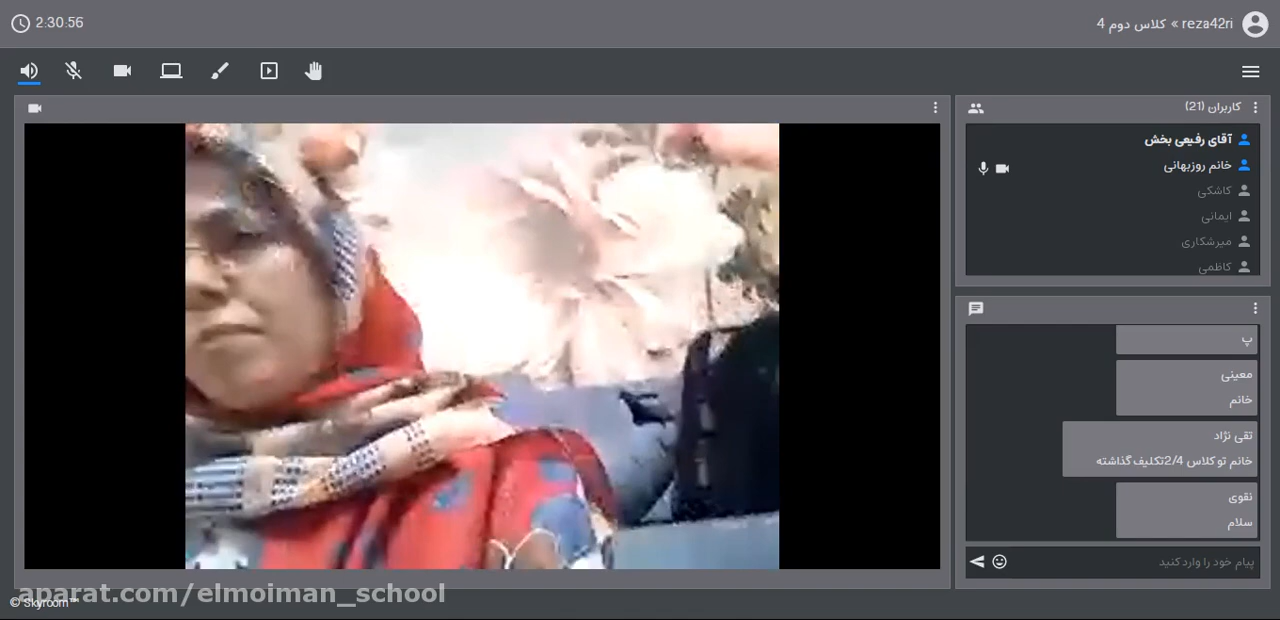 2:30:56
reza42ri » کلاس دوم 4
کاربران (21)
آقای رفیعی بخش
خانم روزبهانی
کاشکی
ایمانی
میرشکاری
کاظمی
پ
معینی
خانم
تقی نژاد
خانم تو کلاس 2/4تکلیف گذاشته
نقوی
سلام
پیام خود را وارد کنید
aparat.com/elmoiman_school
© Skyroom™